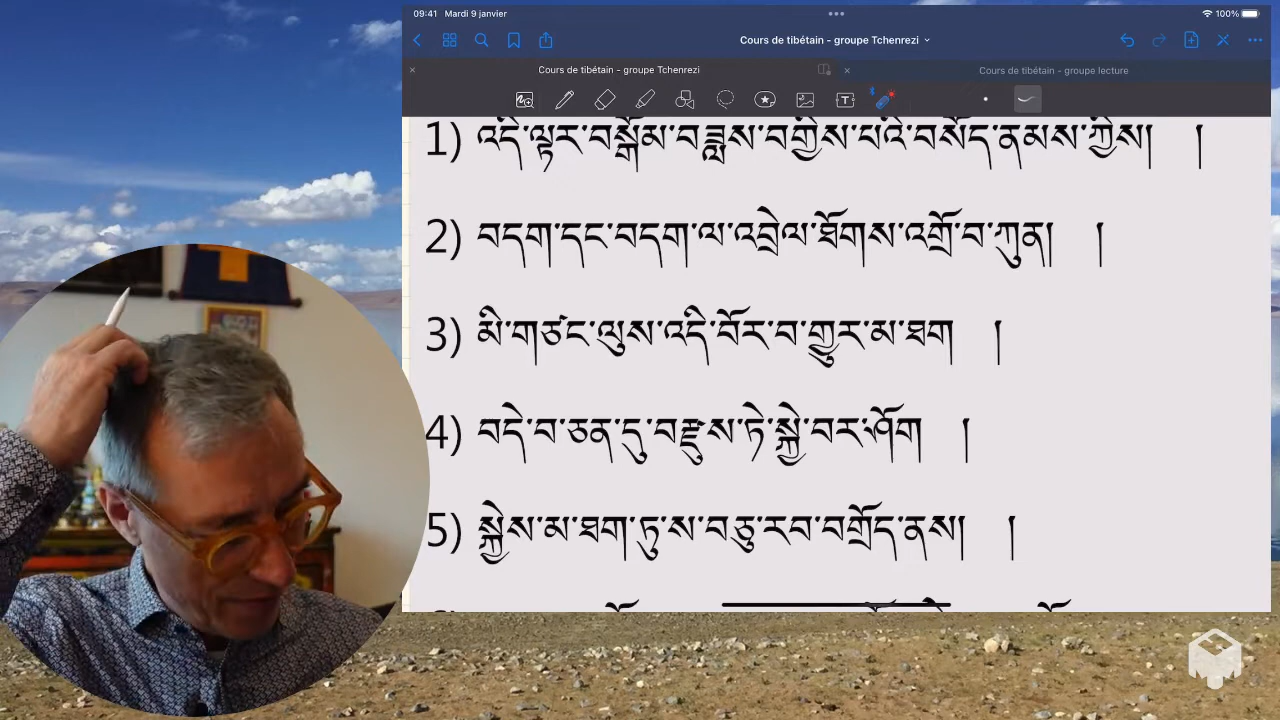 09:41 Mardi 9 janvier
100%
Cours de tibétain - groupe Tchenrezi
Cours de tibétain - groupe Tchenrezi
Cours de tibétain - groupe lecture
1) འདི་ལྟར་བསྒོམ་བཟླས་བགྱིས་པའི་བསོད་ནམས་ཀྱིས། །
2) བདག་དང་བདག་ལ་འབྲེལ་ཐོགས་འགྲོ་བ་ཀུན། །
3) མི་གཙང་ལུས་འདི་བོར་བ་གྱུར་མ་ཐག །
4) བདེ་བ་ཅན་དུ་བརྫུས་ཏེ་སྐྱེ་བར་ཤོག །
5) སྐྱེས་མ་ཐག་ཏུ་ས་བཅུ་རབ་བགྲོད་ནས། །